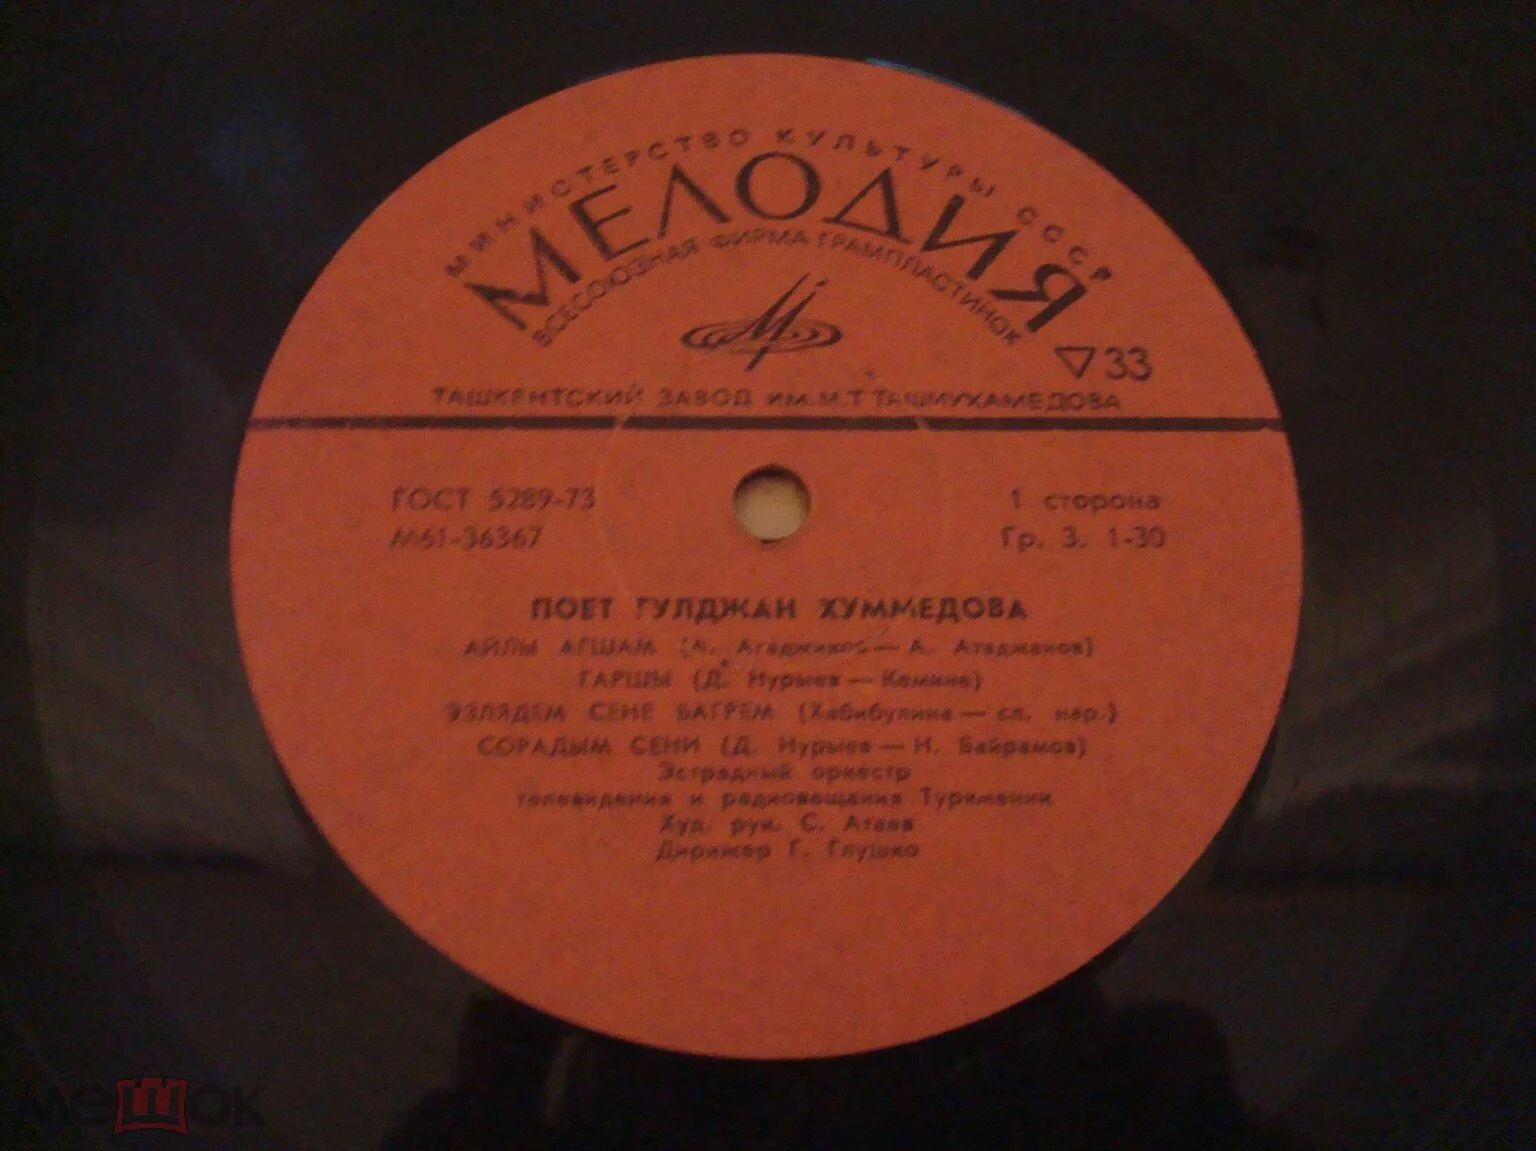 МИНИСТЕРСТВО КУЛЬТУРЫ СССР
МЕЛОДИЯ
ВСЕСОЮЗНАЯ ФИРМА ГРАМПЛАСТИНОК
▽33
ТАШКЕНТСКИЙ ЗАВОД ИМ. М.Т ТАШМУХАМЕДОВА
ГОСТ 5289-73
М61-36367
1 сторона
Гр. 3. 1-30
ПОЕТ ГУЛДЖАН ХУММЕДОВА
АЙЛЫ АГШАМ (А. Агаджиков — А. Атаджанов)
ГАРШЫ (Д. Нурыев — Кемине)
ЭЗЛЯДЕМ СЕНЕ БАГРЕМ (Хабибулина — сл. нар.)
СОРАДЫМ СЕНИ (Д. Нурыев — Н. Байрамов)
Эстрадный оркестр
телевидения и радиовещания Туркмении
Худ. рук. С. Атаев
Дирижер Г. Глушко
мешок